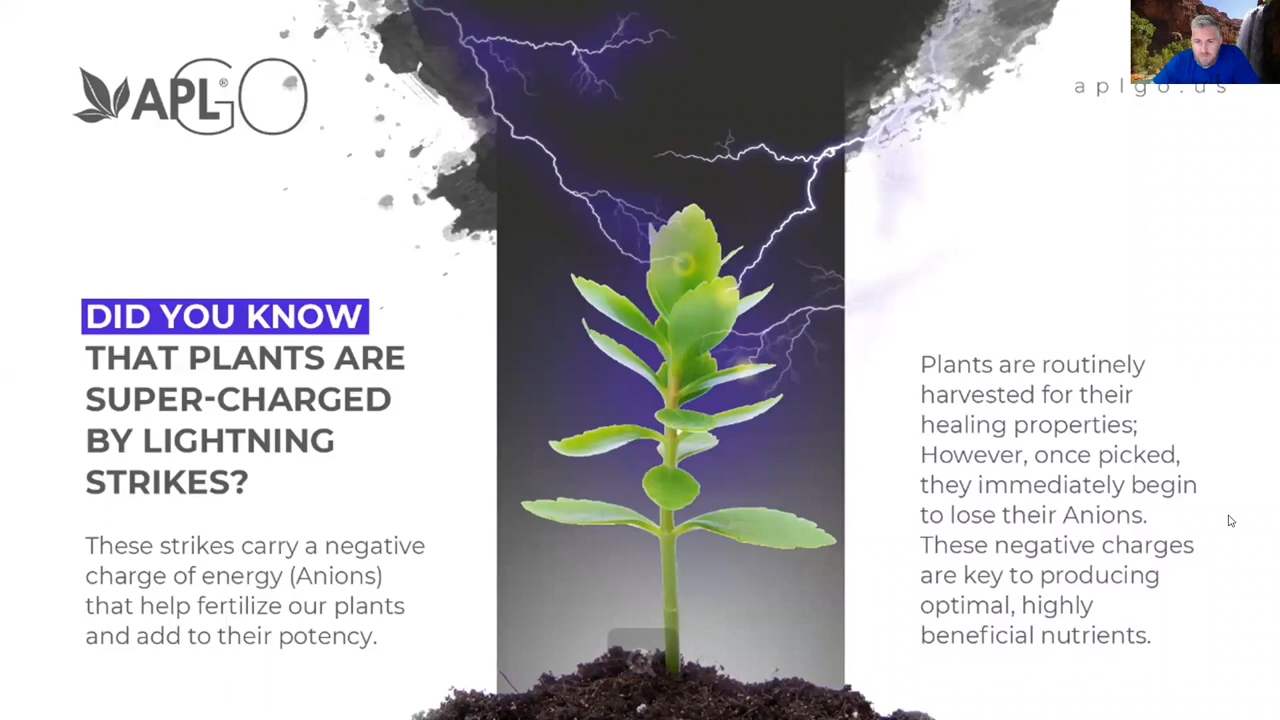 APLGO®
aplgo.us
DID YOU KNOW
THAT PLANTS ARE
SUPER-CHARGED
BY LIGHTNING
STRIKES?
These strikes carry a negative
charge of energy (Anions)
that help fertilize our plants
and add to their potency.
Plants are routinely
harvested for their
healing properties;
However, once picked,
they immediately begin
to lose their Anions.
These negative charges
are key to producing
optimal, highly
beneficial nutrients.